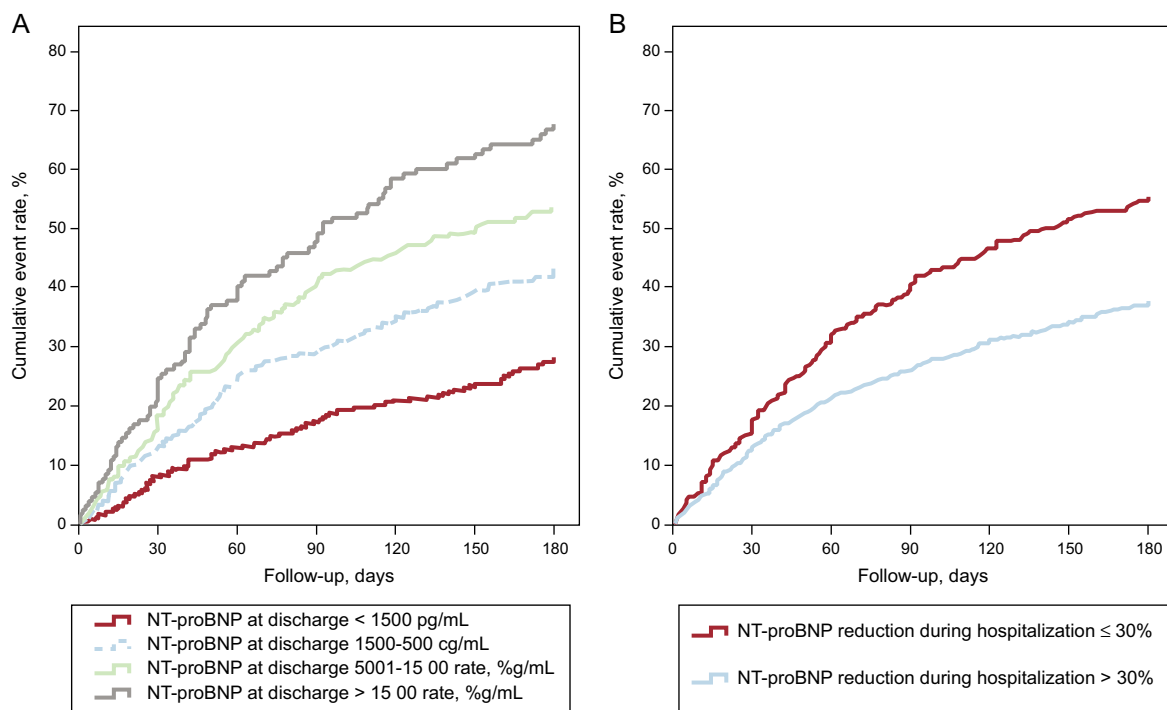 A
B
80
70
60
50
40
30
20
10
0
Cumulative event rate, %
0 30 60 90 120 150 180
Follow-up, days
80
70
60
50
40
30
20
10
0
Cumulative event rate, %
0 30 60 90 120 150 180
Follow-up, days
NT-proBNP at discharge < 1500 pg/mL
NT-proBNP at discharge 1500-500 cg/mL
NT-proBNP at discharge 5001-15 00 rate, %g/mL
NT-proBNP at discharge > 15 00 rate, %g/mL
NT-proBNP reduction during hospitalization ≤ 30%
NT-proBNP reduction during hospitalization > 30%